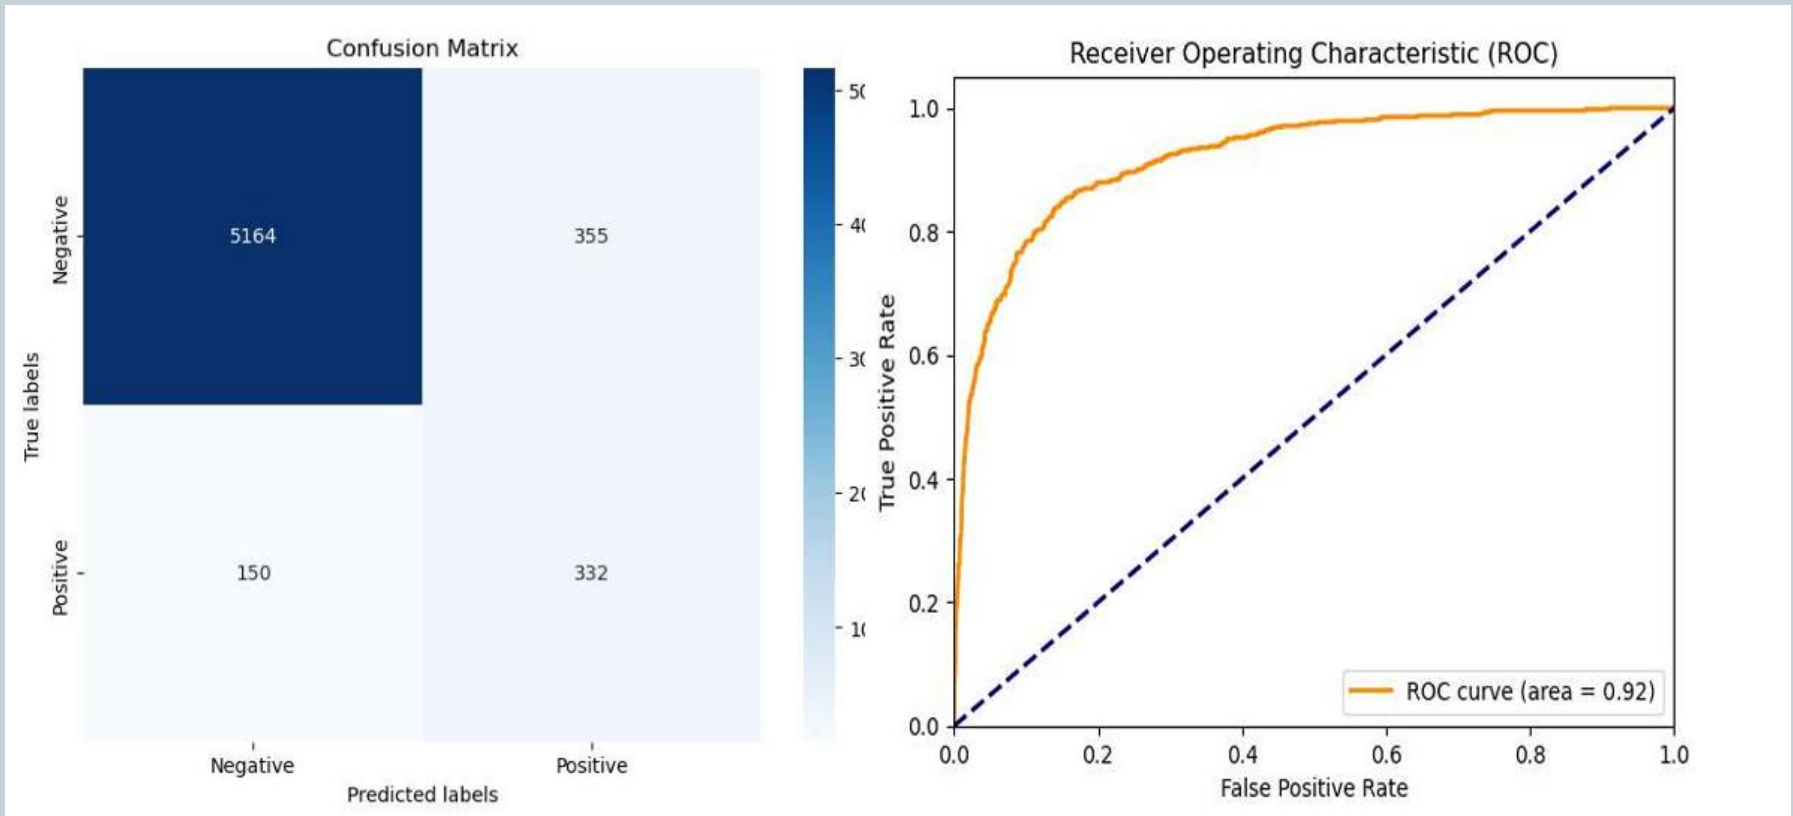 Confusion Matrix
Negative
Positive
True labels
5164
355
150
332
Negative
Positive
Predicted labels
Receiver Operating Characteristic (ROC)
True Positive Rate
1.0
0.8
0.6
0.4
0.2
0.0
0.0
0.2
0.4
0.6
0.8
1.0
False Positive Rate
ROC curve (area = 0.92)